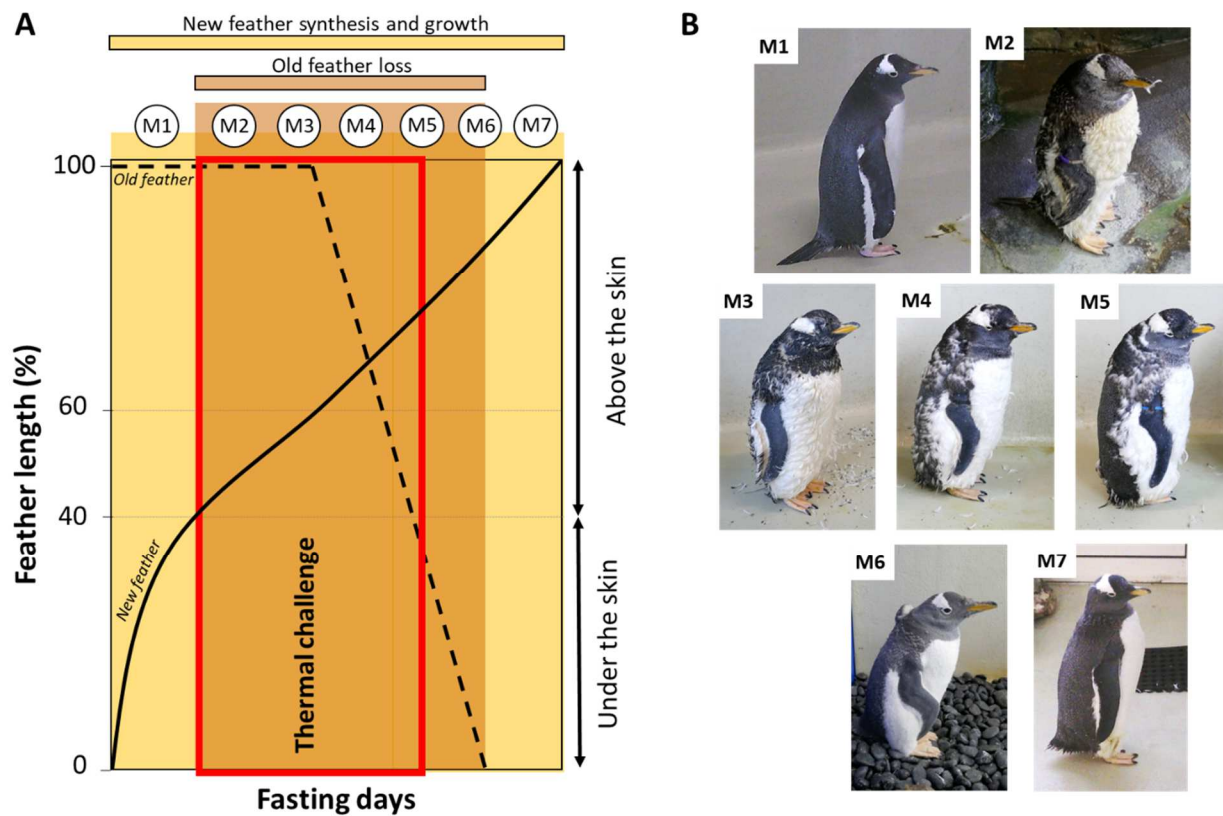 A
New feather synthesis and growth
Old feather loss
M1 M2 M3 M4 M5 M6 M7
100
60
40
0
Feather length (%)
Old feather
New feather
Thermal challenge
Above the skin
Under the skin
Fasting days
B
M1
M2
M3
M4
M5
M6
M7